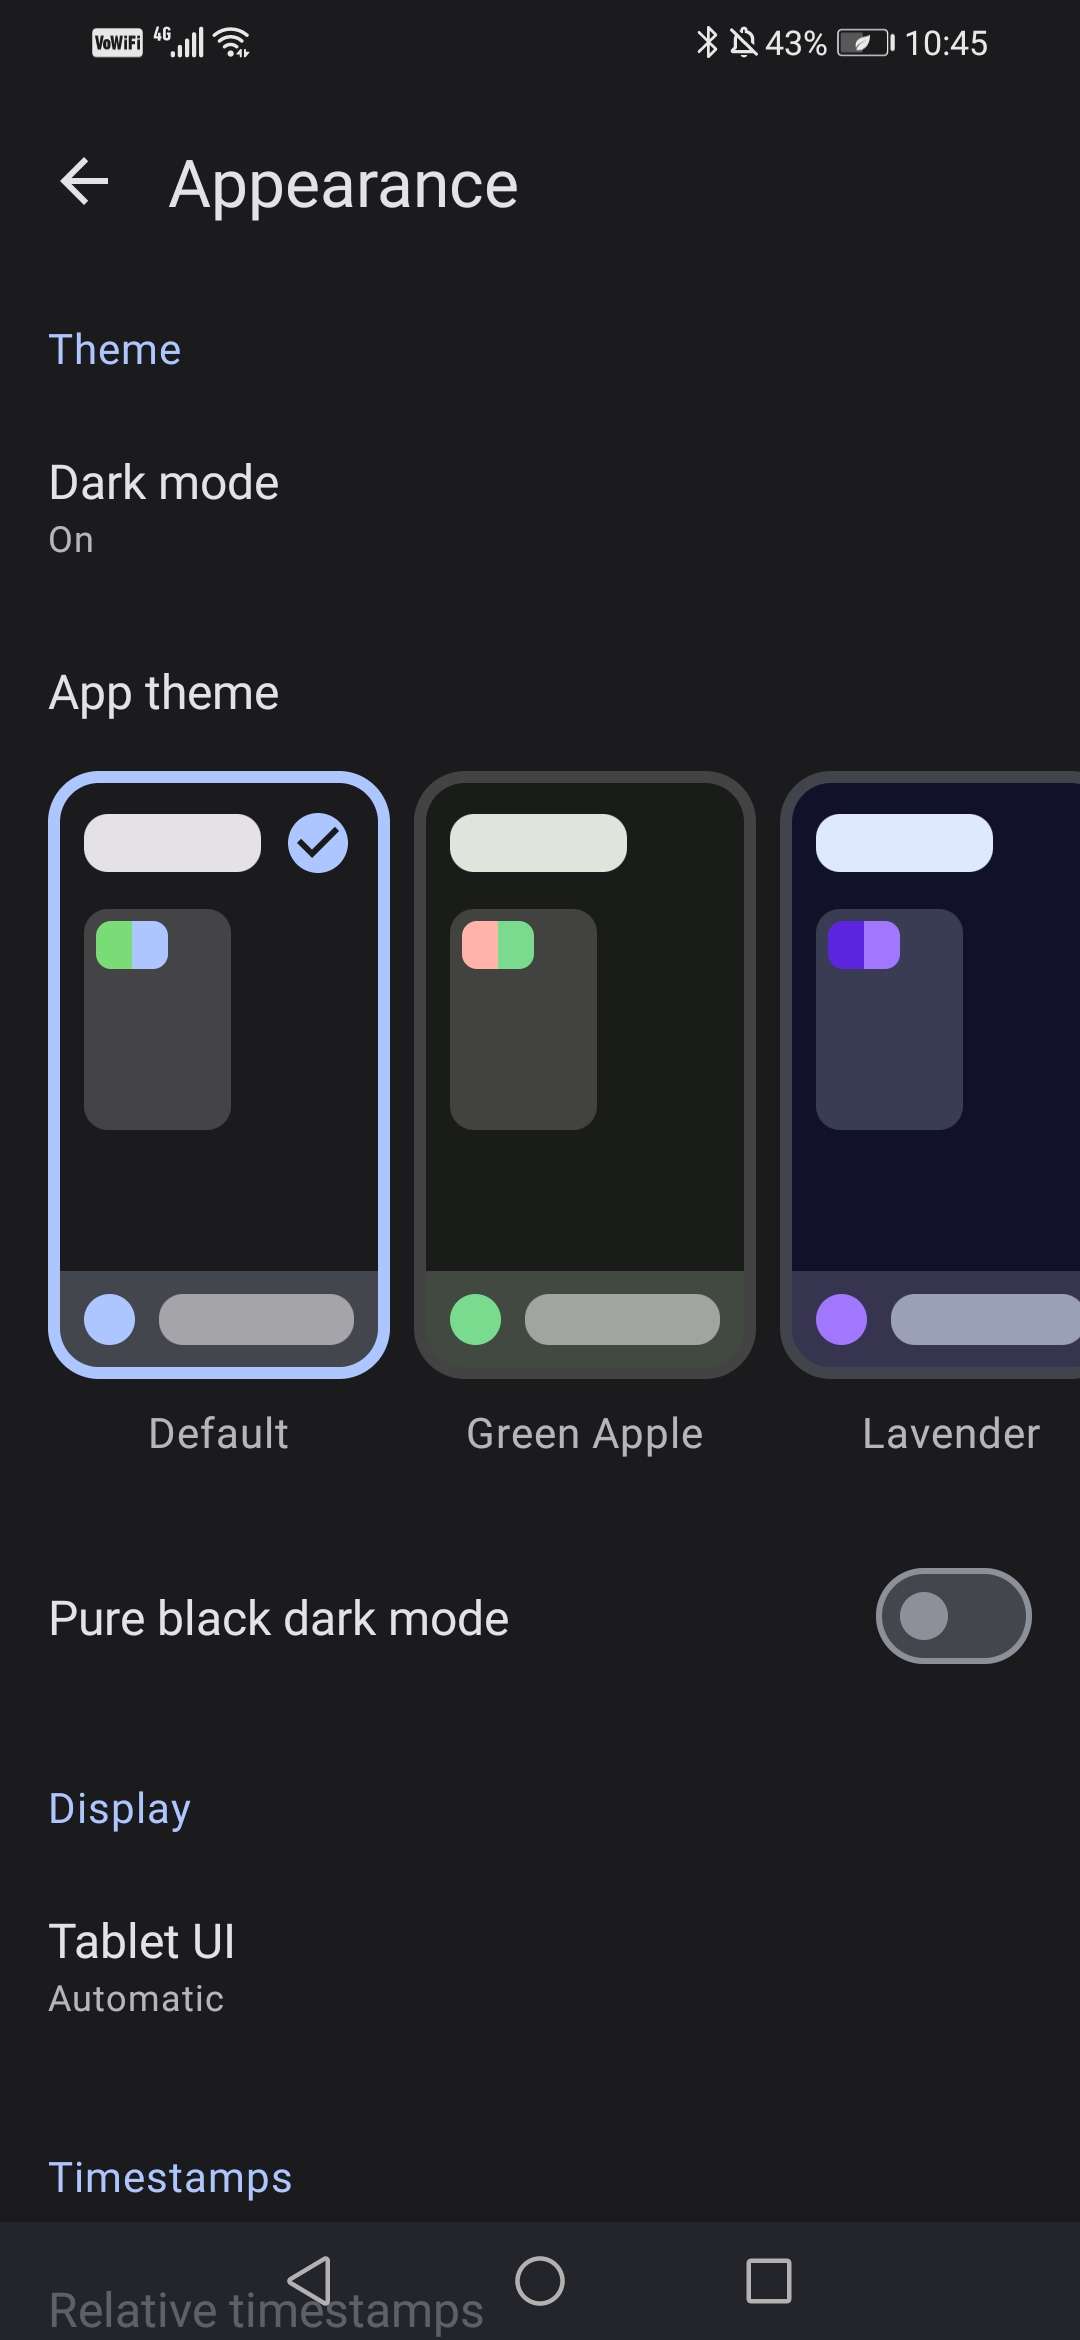 VoWiFi 4G 43% 10:45
Appearance
Theme
Dark mode
On
App theme
Default Green Apple Lavender
Pure black dark mode
Display
Tablet UI
Automatic
Timestamps
Relative timestamps